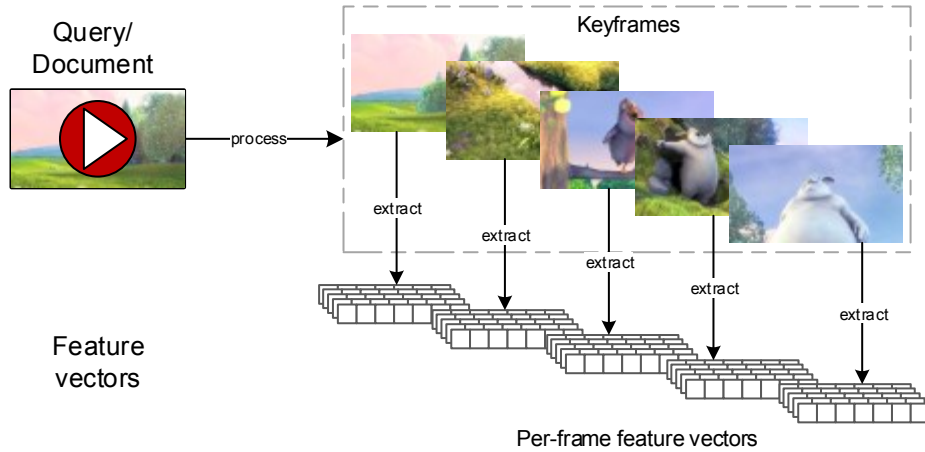 Query/
Document
Keyframes
process
extract
extract
extract
extract
extract
Feature
vectors
Per-frame feature vectors